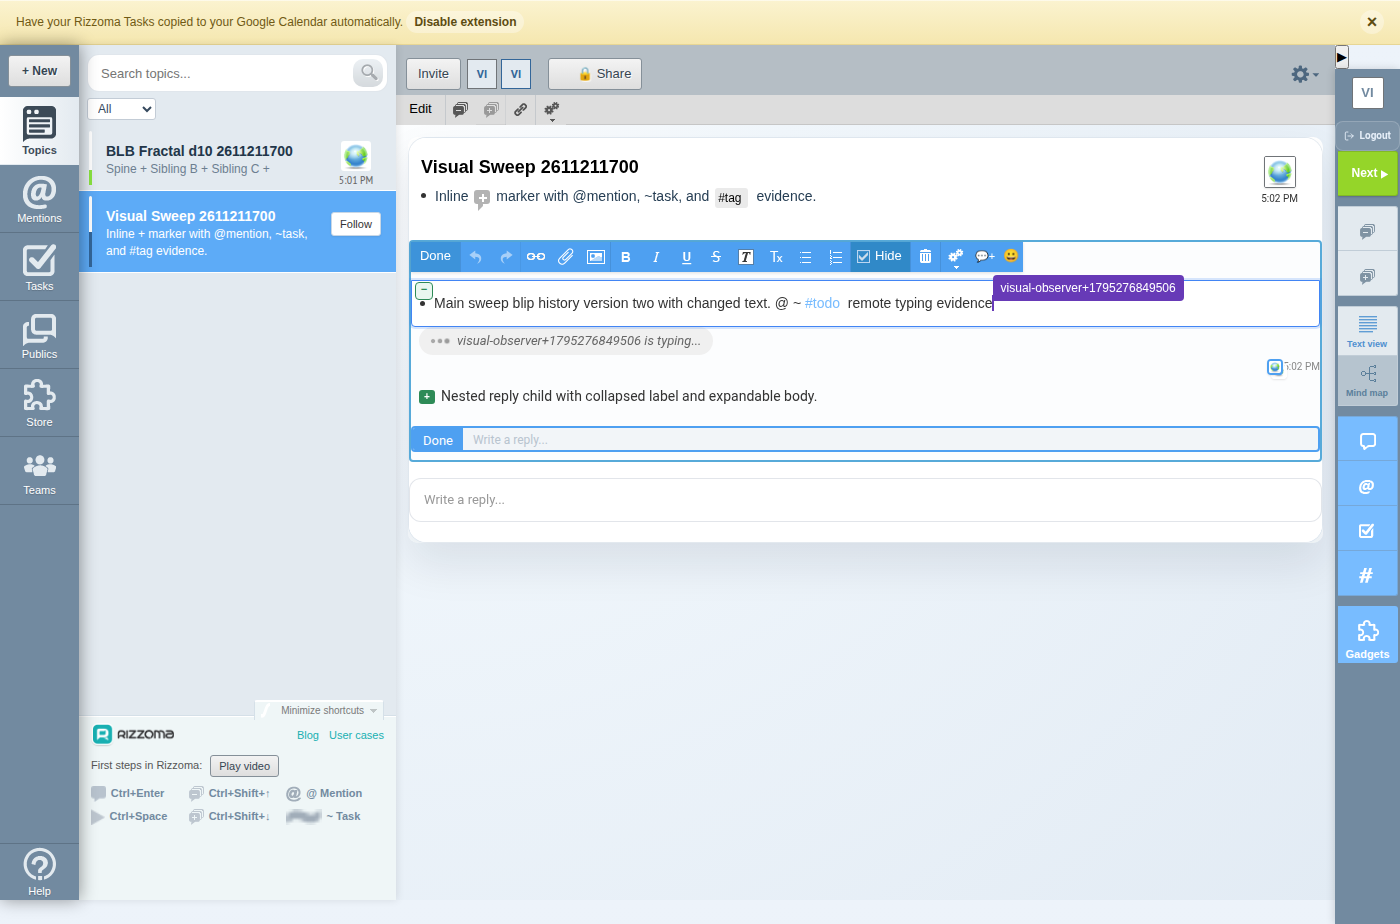 Have your Rizzoma Tasks copied to your Google Calendar automatically. Disable extension ×
+ New
Topics
Mentions
Tasks
Publics
Store
Teams
Help
Search topics...
All
BLB Fractal d10 2611211700
Spine + Sibling B + Sibling C +
5:01 PM
Visual Sweep 2611211700
Inline + marker with @mention, ~task,
and #tag evidence.
Follow
Minimize shortcuts
RIZZOMA
Blog User cases
First steps in Rizzoma: Play video
Ctrl+Enter Ctrl+Shift+↑ @ Mention
Ctrl+Space Ctrl+Shift+↓ ~ Task
Invite VI VI Share
Edit
Visual Sweep 2611211700
• Inline + marker with @mention, ~task, and #tag evidence.
5:02 PM
Done B I U S T Tx Hide
visual-observer+1795276849506
• Main sweep blip history version two with changed text. @ ~ #todo remote typing evidence
visual-observer+1795276849506 is typing...
5:02 PM
+ Nested reply child with collapsed label and expandable body.
Done Write a reply...
Write a reply...
VI
Logout
Next
Text view
Mind map
@
#
Gadgets